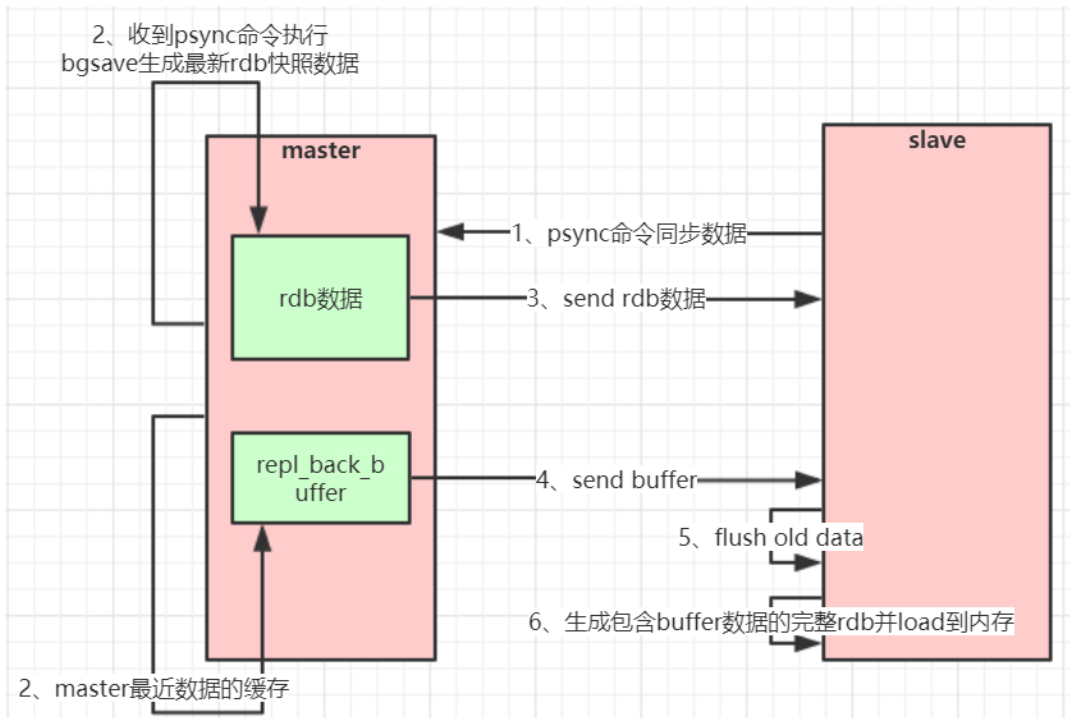 2、收到psync命令执行
bgsave生成最新rdb快照数据
master
slave
1、psync命令同步数据
rdb数据
3、send rdb数据
repl_back_b
uffer
4、send buffer
5、flush old data
6、生成包含buffer数据的完整rdb并load到内存
2、master最近数据的缓存